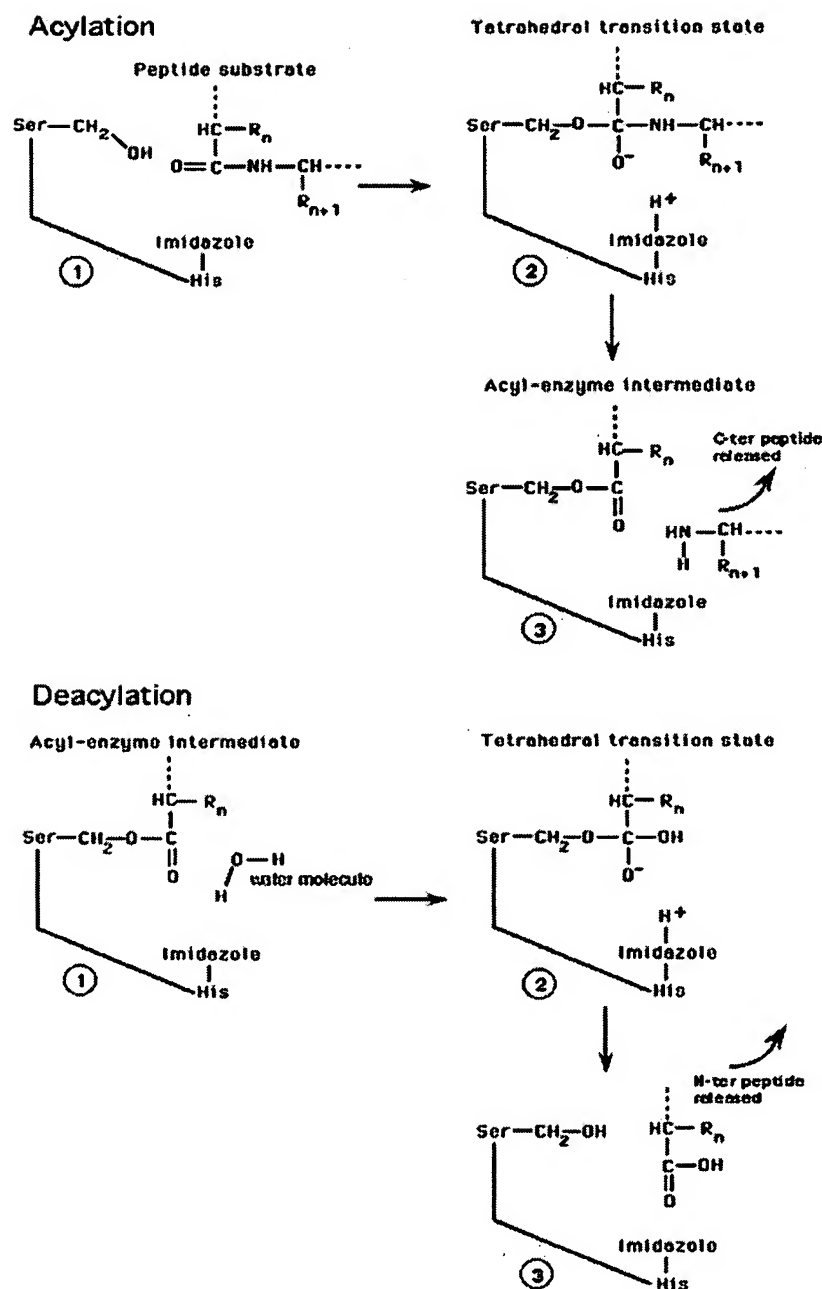 Acylation
Peptide substrate
HC—Rn
Ser—CH2
OH
O=C—NH—CH----
Rn+1
Imidazole
His
1
Tetrahedral transition state
HC—Rn
Ser—CH2—O—C—NH—CH----
O-
Rn+1
H+
Imidazole
His
2
Acyl-enzyme intermediate
HC—Rn
Ser—CH2—O—C
O
C-ter peptide
released
HN—CH----
H
Rn+1
Imidazole
His
3
Deacylation
Acyl-enzyme intermediate
HC—Rn
Ser—CH2—O—C
O
O—H
H
water molecule
Imidazole
His
1
Tetrahedral transition state
HC—Rn
Ser—CH2—O—C—OH
O-
H+
Imidazole
His
2
N-ter peptide
released
Ser—CH2—OH
HC—Rn
C—OH
O
Imidazole
His
3